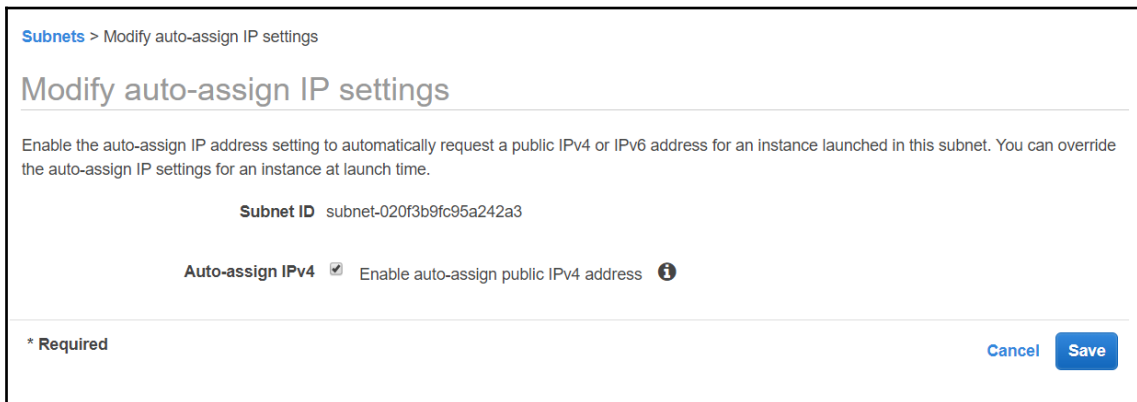 Subnets > Modify auto-assign IP settings
Modify auto-assign IP settings
Enable the auto-assign IP address setting to automatically request a public IPv4 or IPv6 address for an instance launched in this subnet. You can override
the auto-assign IP settings for an instance at launch time.
Subnet ID subnet-020f3b9fc95a242a3
Auto-assign IPv4 Enable auto-assign public IPv4 address i
* Required
Cancel Save